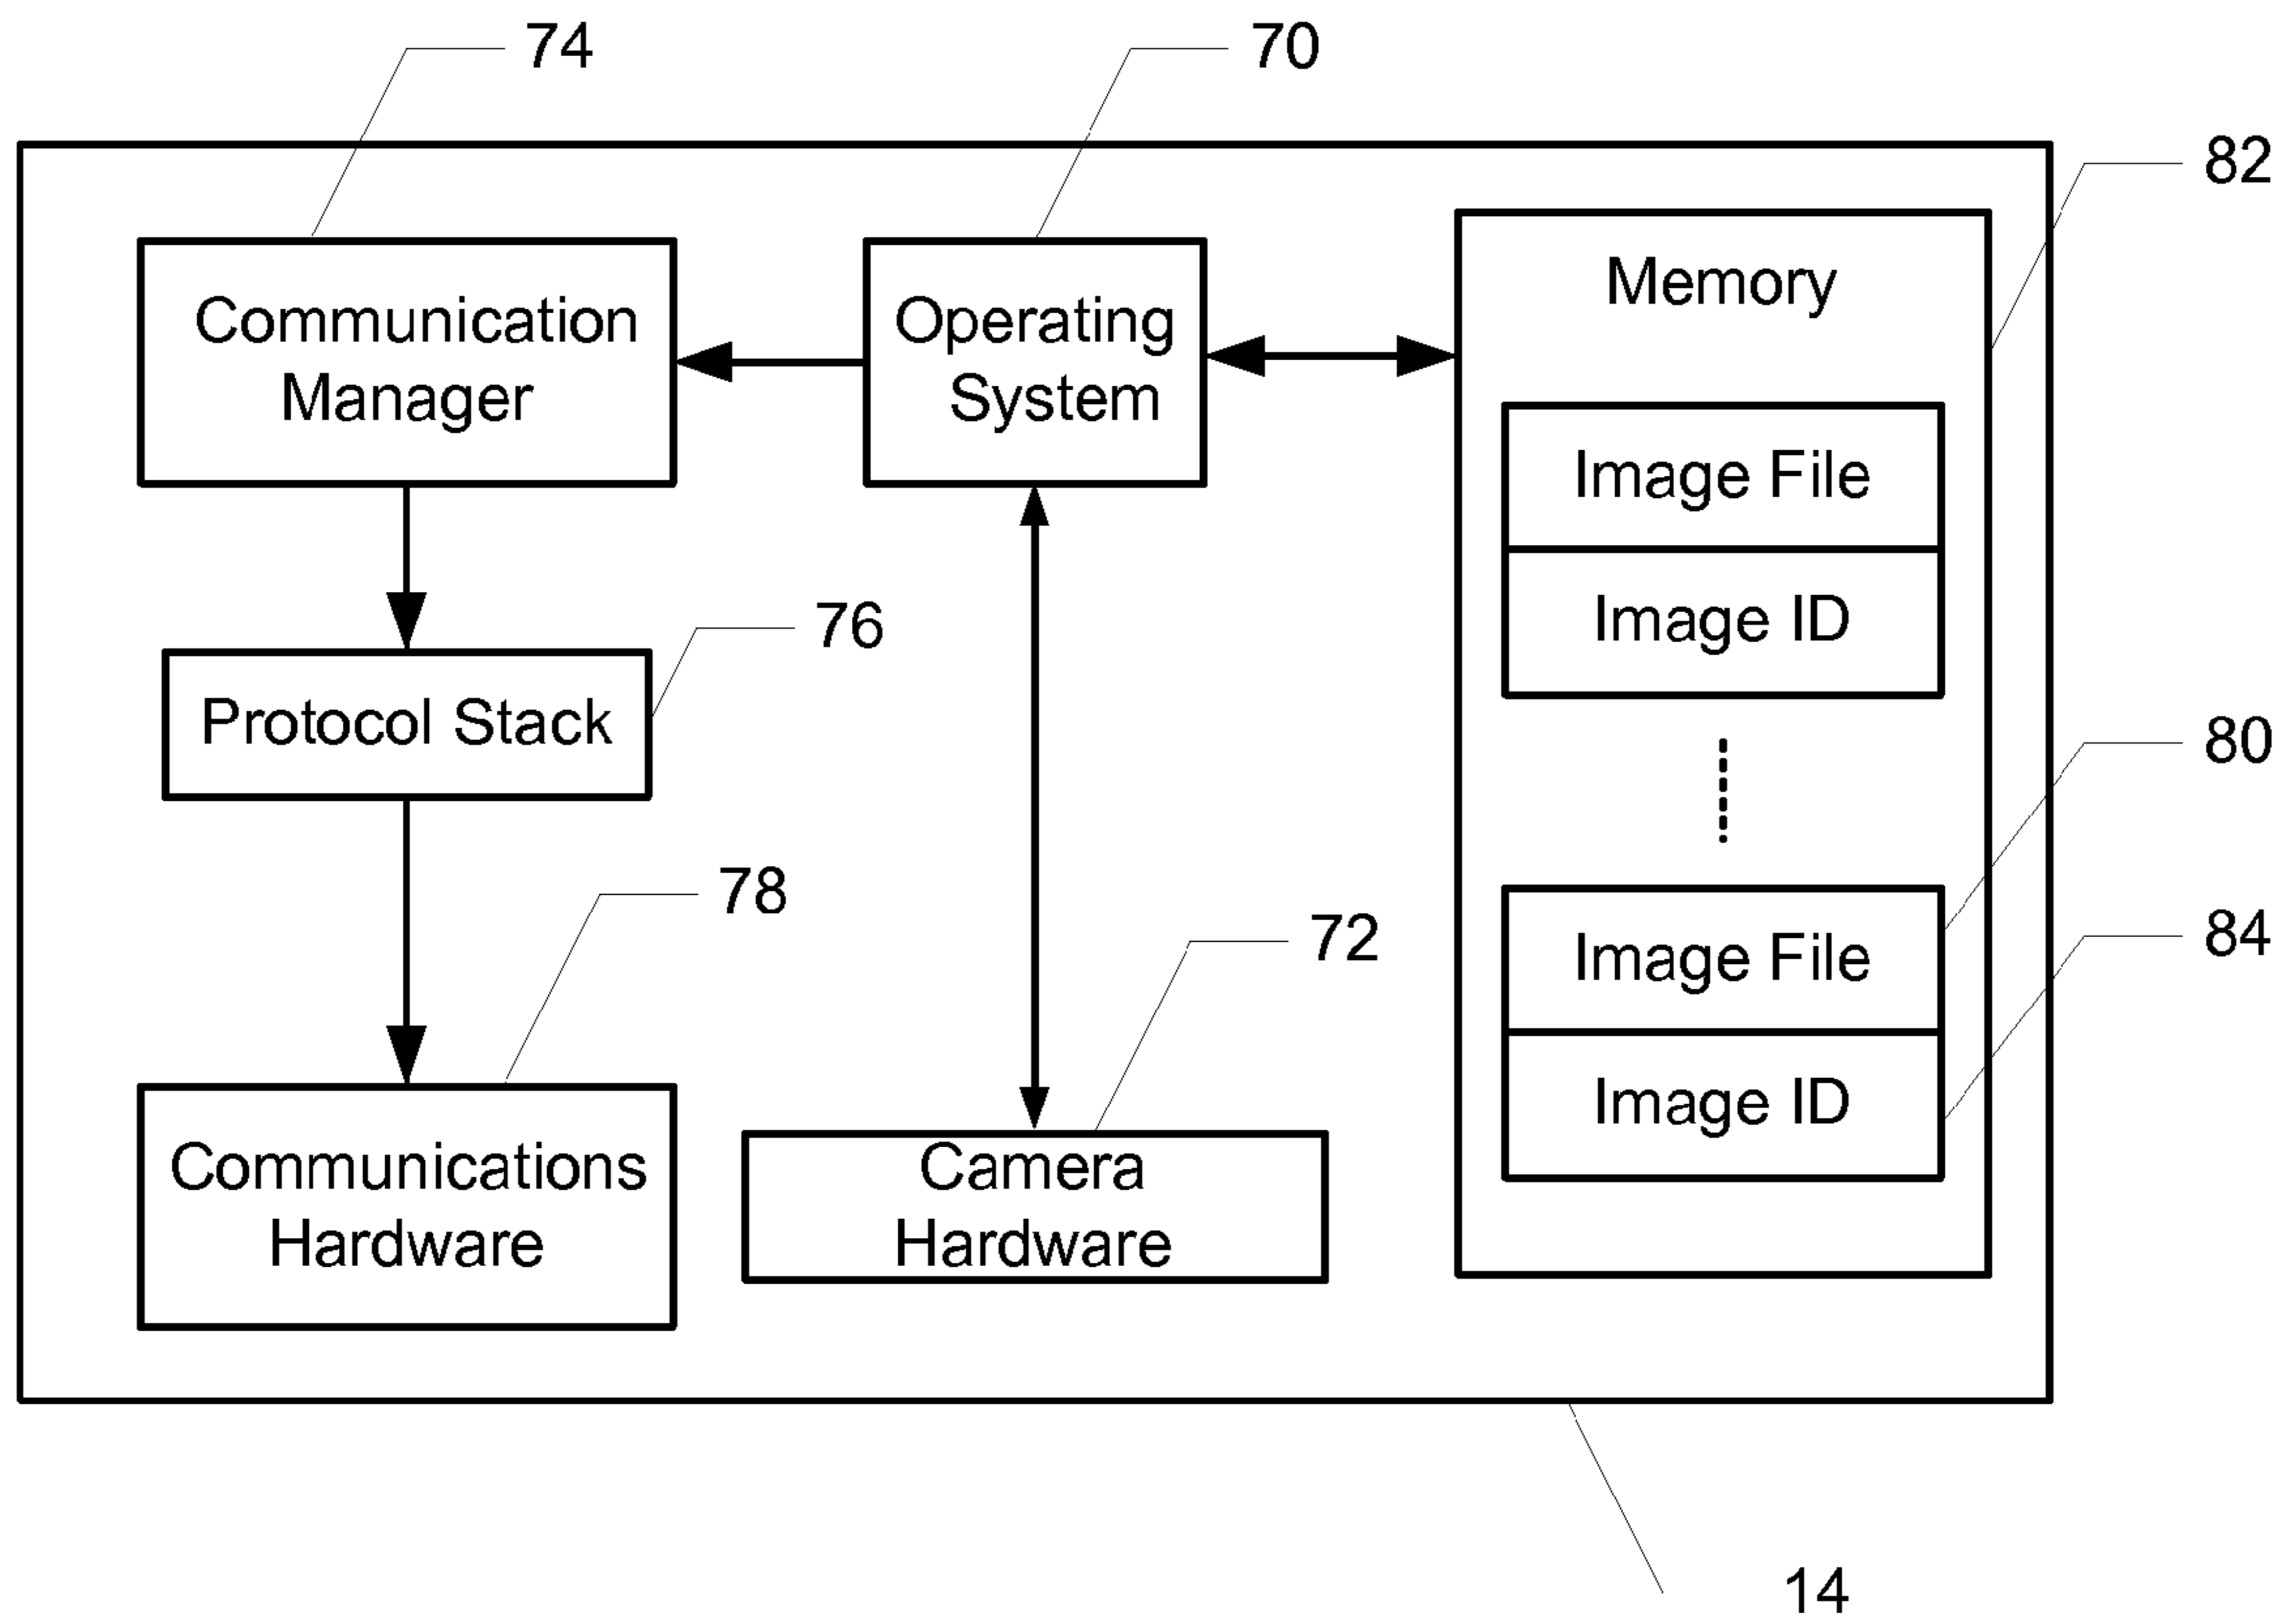 74
70
82
Communication
Manager
Operating
System
Memory
Image File
Image ID
76
Protocol Stack
80
78
72
84
Image File
Image ID
Communications
Hardware
Camera
Hardware
14